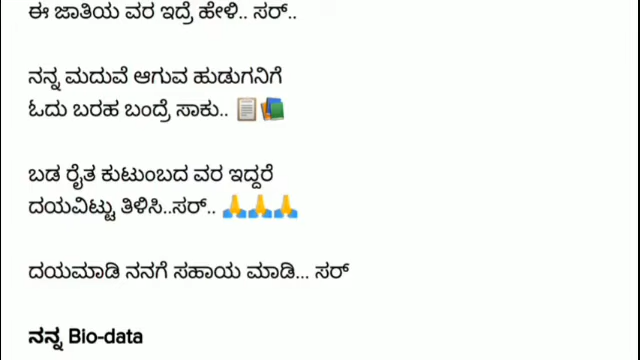 ಈ ಜಾತಿಯ ವರ ಇದ್ರೆ ಹೇಳಿ.. ಸರ್..
ನನ್ನ ಮದುವೆ ಆಗುವ ಹುಡುಗನಿಗೆ
ಓದು ಬರಹ ಬಂದ್ರೆ ಸಾಕು.. 📋📚
ಬಡ ರೈತ ಕುಟುಂಬದ ವರ ಇದ್ದರೆ
ದಯವಿಟ್ಟು ತಿಳಿಸಿ..ಸರ್.. 🙏🙏🙏
ದಯಮಾಡಿ ನನಗೆ ಸಹಾಯ ಮಾಡಿ... ಸರ್
ನನ್ನ Bio-data